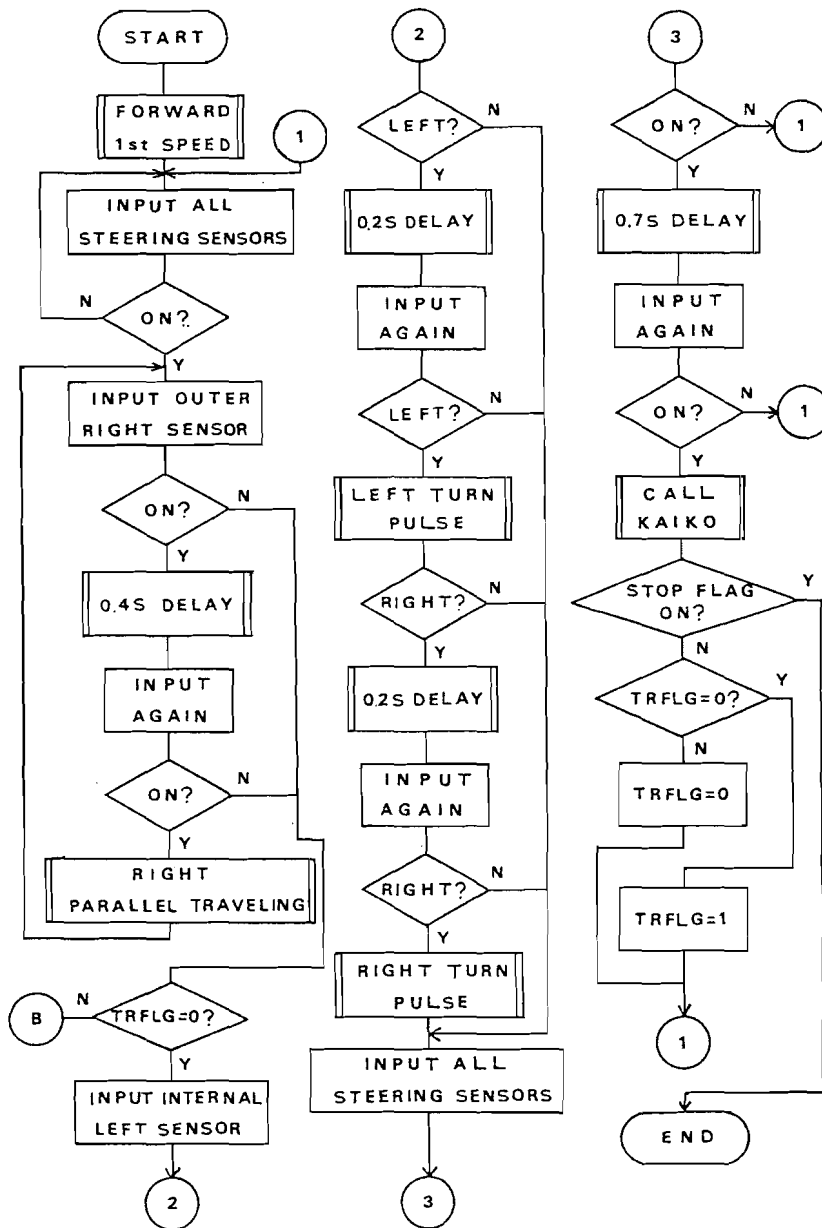 START
FORWARD
1st SPEED
1
INPUT ALL
STEERING SENSORS
N
ON?
Y
INPUT OUTER
RIGHT SENSOR
ON?
N
Y
0.4S DELAY
INPUT
AGAIN
ON?
N
Y
RIGHT
PARALLEL TRAVELING
B
N
TRFLG=0?
Y
INPUT INTERNAL
LEFT SENSOR
2
2
LEFT?
N
Y
0.2S DELAY
INPUT
AGAIN
LEFT?
N
Y
LEFT TURN
PULSE
RIGHT?
N
Y
0.2S DELAY
INPUT
AGAIN
RIGHT?
N
Y
RIGHT TURN
PULSE
INPUT ALL
STEERING SENSORS
3
3
ON?
N
1
Y
0.7S DELAY
INPUT
AGAIN
ON?
N
1
Y
CALL
KAIKO
STOP FLAG
ON?
Y
N
TRFLG=0?
Y
N
TRFLG=0
TRFLG=1
1
END